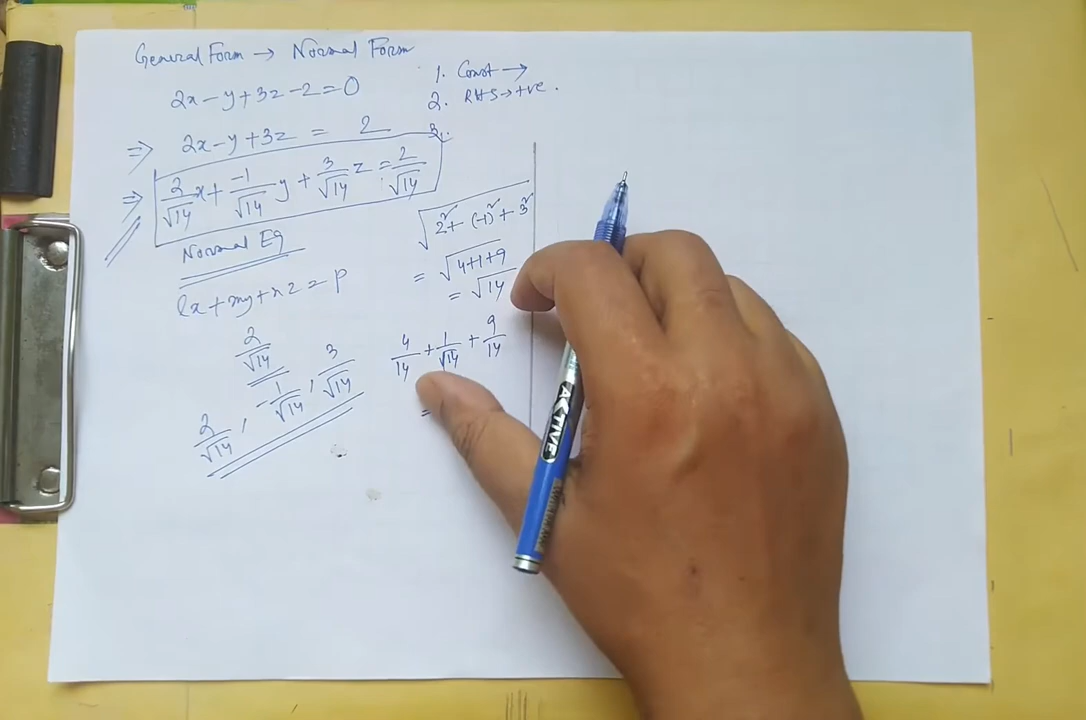 General Form → Normal Form
1. Const →
2. RHS → +ve.
3.
2x - y + 3z - 2 = 0
⇒ 2x - y + 3z = 2
⇒ 2/√14 x + -1/√14 y + 3/√14 z = 2/√14
Normal Eq
lx + my + nz = p
2/√14
2/√14, -1/√14, 3/√14
√2² + (-1)² + 3²
= √4+1+9
= √14
4/14 + 1/√14 + 9/14
=
ACTIVE